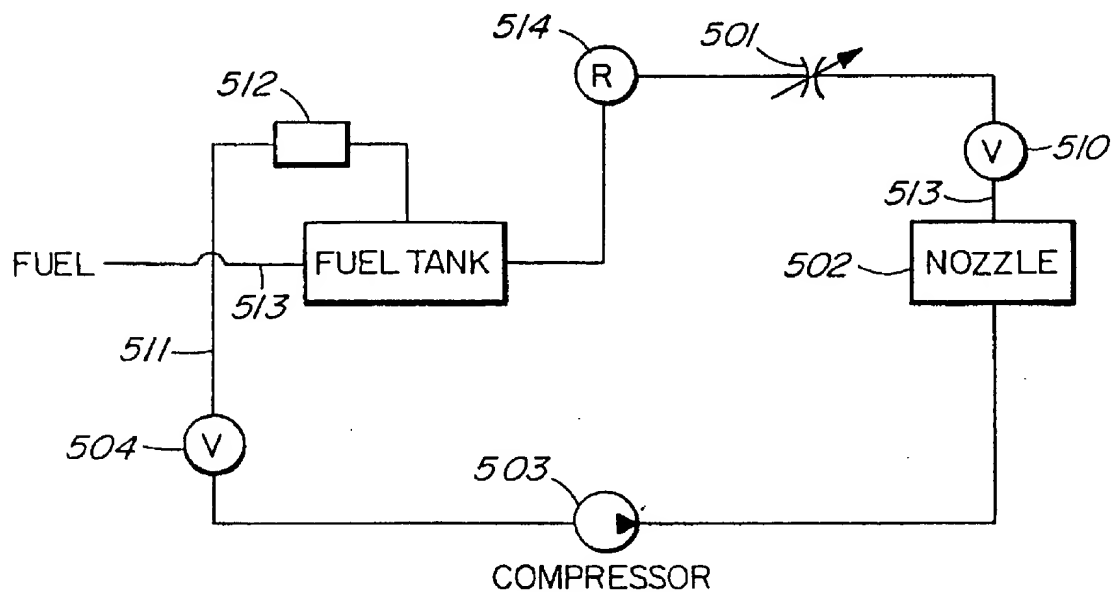 514
501
R
512
V
510
513
FUEL
FUEL TANK
502
NOZZLE
513
511
504
V
503
COMPRESSOR